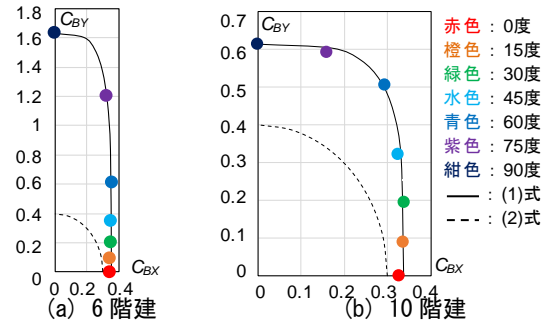 C_BY
1.8
1.6
1.4
1.2
1
0.8
0.6
0.4
0.2
0
0 0.2 0.4
C_BX
(a) 6 階建
C_BY
0.7
0.6
0.5
0.4
0.3
0.2
0.1
0
0 0.1 0.2 0.3 0.4
C_BX
(b) 10 階建
赤色：0度
橙色：15度
緑色：30度
水色：45度
青色：60度
紫色：75度
紺色：90度
：(1)式
：(2)式